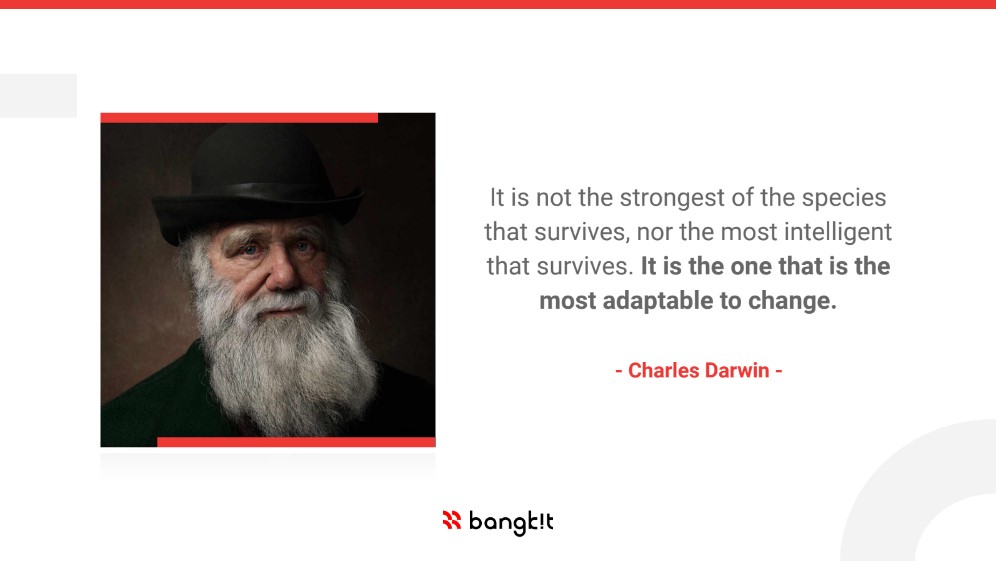 It is not the strongest of the species
that survives, nor the most intelligent
that survives. It is the one that is the
most adaptable to change.
- Charles Darwin -
bangk!t